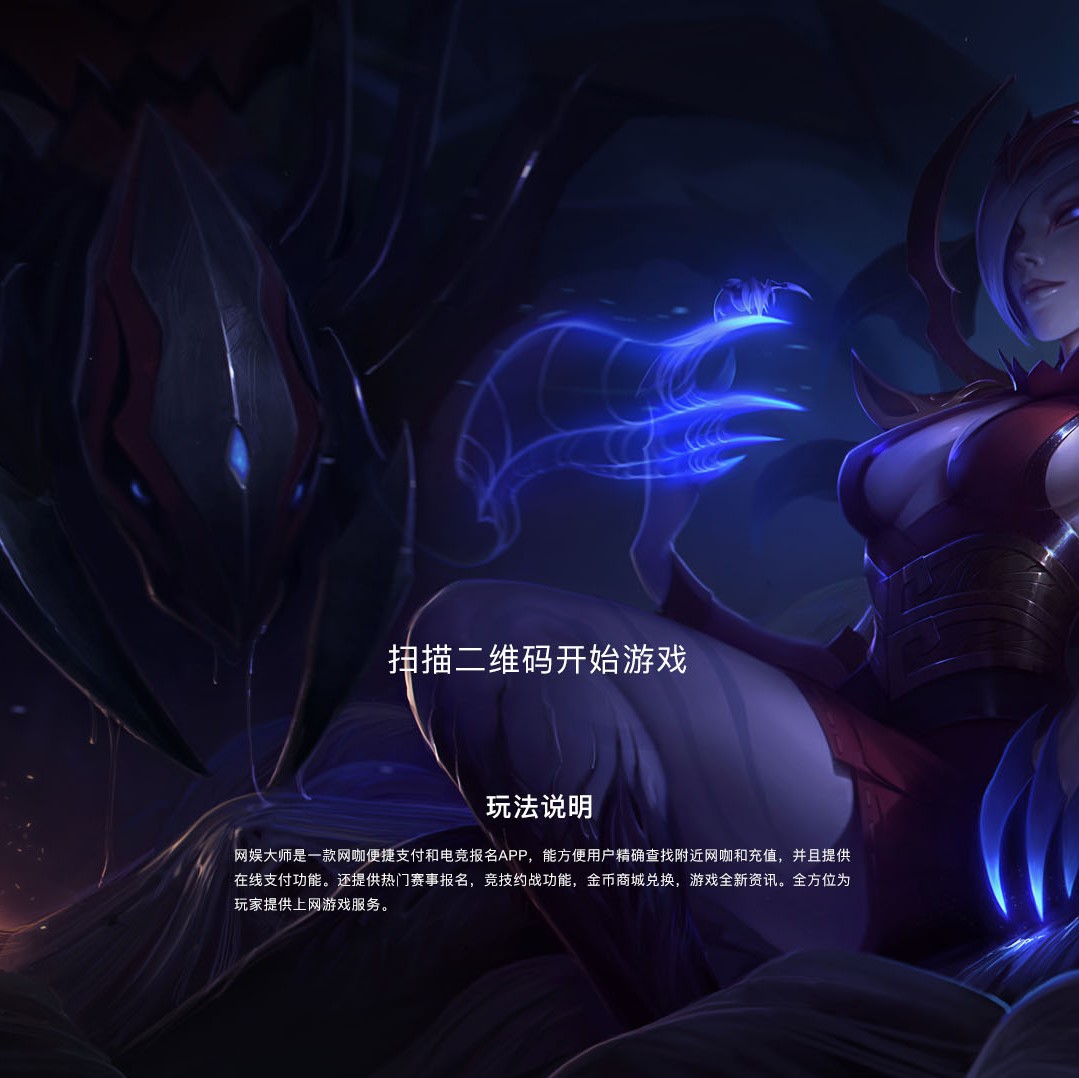 扫描二维码开始游戏
玩法说明
网娱大师是一款网咖便捷支付和电竞报名APP，能方便用户精确查找附近网咖和充值，并且提供
在线支付功能。还提供热门赛事报名，竞技约战功能，金币商城兑换，游戏全新资讯。全方位为
玩家提供上网游戏服务。